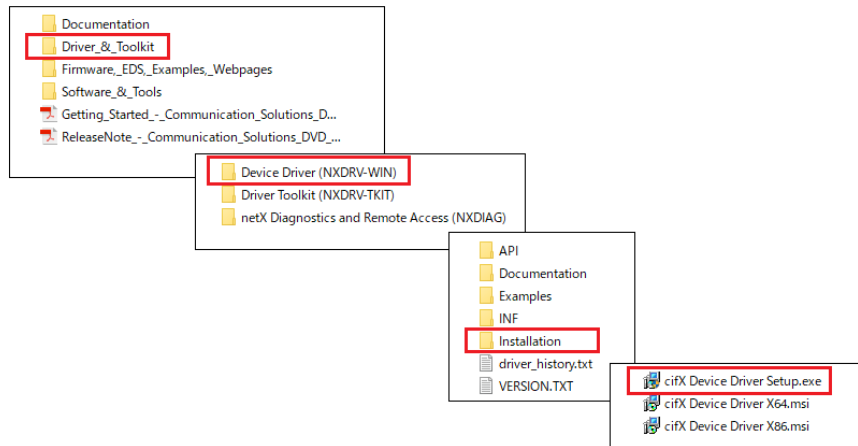 Documentation
Driver_&_Toolkit
Firmware,_EDS,_Examples,_Webpages
Software_&_Tools
Getting_Started_-_Communication_Solutions_D...
ReleaseNote_-_Communication_Solutions_DVD_...
Device Driver (NXDRV-WIN)
Driver Toolkit (NXDRV-TKIT)
netX Diagnostics and Remote Access (NXDIAG)
API
Documentation
Examples
INF
Installation
driver_history.txt
VERSION.TXT
cifX Device Driver Setup.exe
cifX Device Driver X64.msi
cifX Device Driver X86.msi